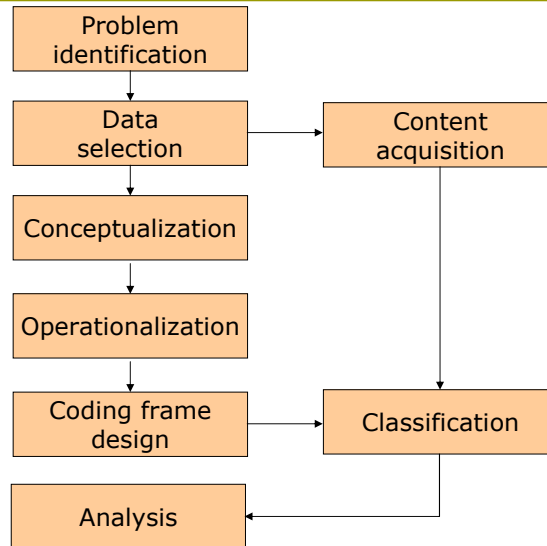 Problem
identification
Data
selection
Content
acquisition
Conceptualization
Operationalization
Coding frame
design
Classification
Analysis